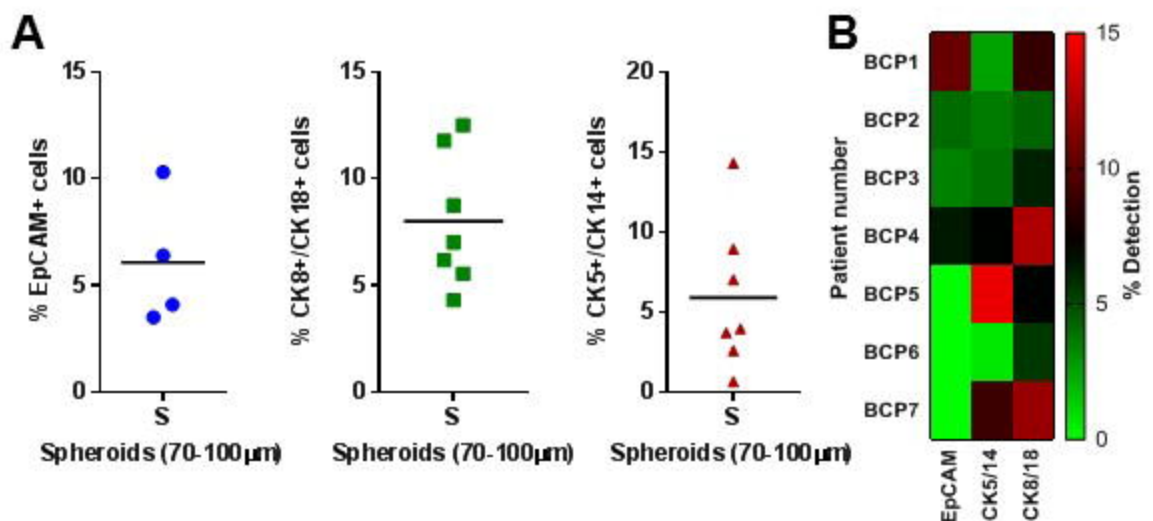 A
% EpCAM+ cells
15
10
5
0
S
Spheroids (70-100µm)
% CK8+/CK18+ cells
15
10
5
0
S
Spheroids (70-100µm)
% CK5+/CK14+ cells
20
15
10
5
0
S
Spheroids (70-100µm)
B
Patient number
BCP1
BCP2
BCP3
BCP4
BCP5
BCP6
BCP7
EpCAM
CK5/14
CK8/18
15
10
5
0
% Detection